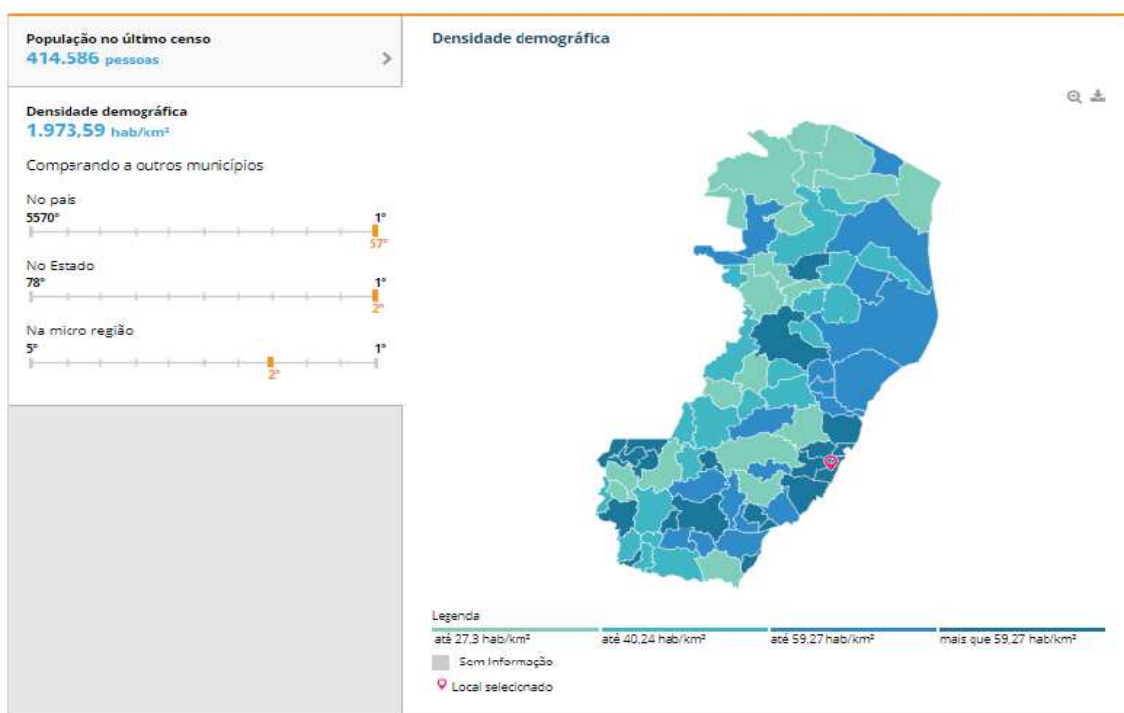 População no último censo
414.586 pessoas
Densidade demográfica
1.973,59 hab/km²
Comparando a outros municípios
No país
5570° 1°
57°
No Estado
78° 1°
2°
Na micro região
5° 1°
2°
Densidade demográfica
Legenda
até 27,3 hab/km² até 40,24 hab/km² até 59,27 hab/km² mais que 59,27 hab/km²
Sem Informação
Local selecionado